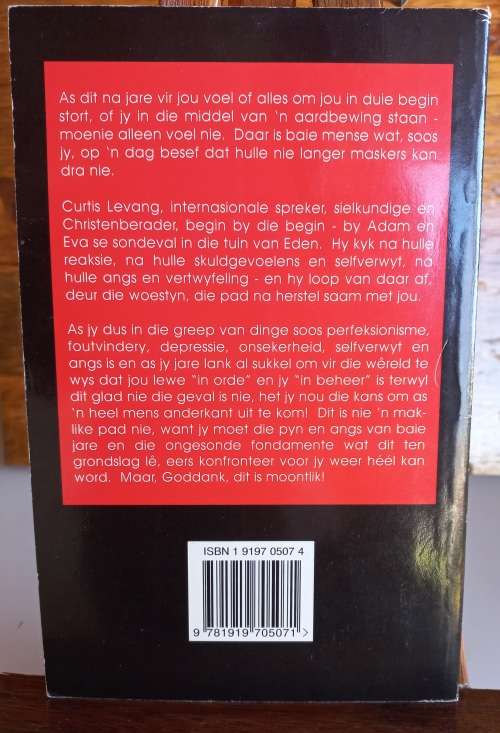 As dit na jare vir jou voel of alles om jou in duie begin
stort, of jy in die middel van 'n aardbewing staan -
moenie alleen voel nie. Daar is baie mense wat, soos
jy, op 'n dag besef dat hulle nie langer maskers kan
dra nie.
Curtis Levang, internasionale spreker, sielkundige en
Christenberader, begin by die begin - by Adam en
Eva se sondeval in die tuin van Eden. Hy kyk na hulle
reaksie, na hulle skuldgevoelens en selfverwyt, na
hulle angs en vertwyfeling - en hy loop van daar af,
deur die woestyn, die pad na herstel saam met jou.
As jy dus in die greep van dinge soos perfeksionisme,
foutvindery, depressie, onsekerheid, selfverwyt en
angs is en as jy jare lank al sukkel om vir die wêreld te
wys dat jou lewe "in orde" en jy "in beheer" is terwyl
dit glad nie die geval is nie, het jy nou die kans om as
'n heel mens anderkant uit te kom! Dit is nie 'n mak-
like pad nie, want jy moet die pyn en angs van baie
jare en die ongesonde fondamente wat dit ten
grondslag lê, eers konfronteer voor jy weer héél kan
word. Maar, Goddank, dit is moontlik!
ISBN 1 9197 0507 4
9 781919 705071 >